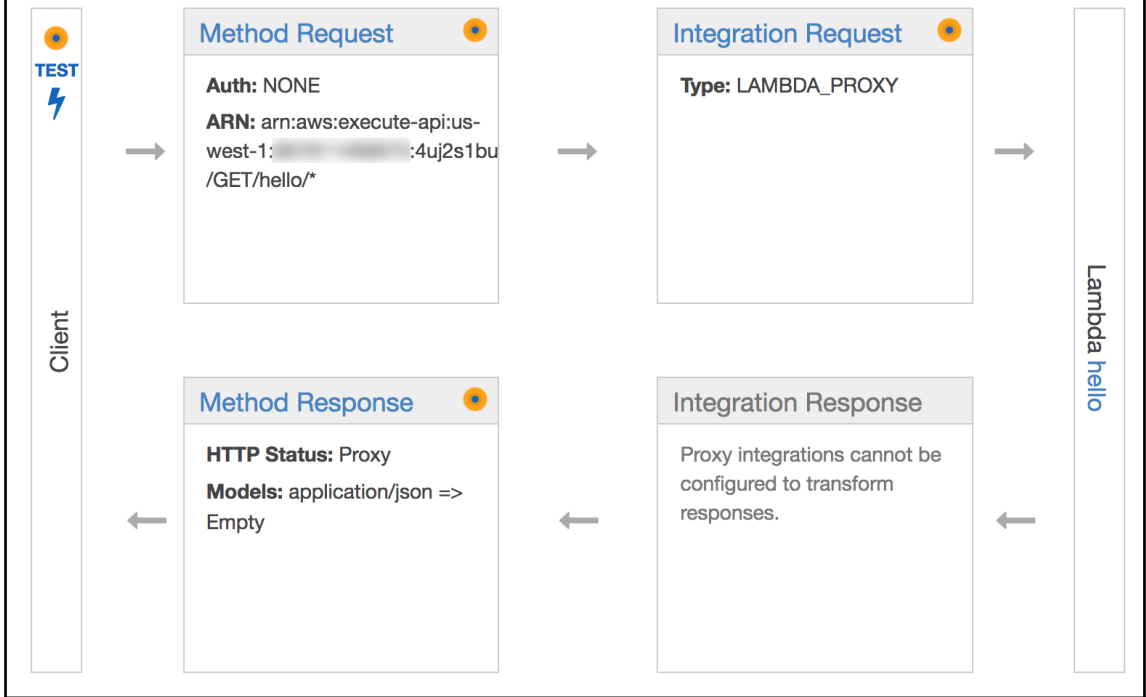 TEST
Client
Method Request
Auth: NONE
ARN: arn:aws:execute-api:us-
west-1: :4uj2s1bu
/GET/hello/*
Integration Request
Type: LAMBDA_PROXY
Lambda hello
Method Response
HTTP Status: Proxy
Models: application/json =>
Empty
Integration Response
Proxy integrations cannot be
configured to transform
responses.